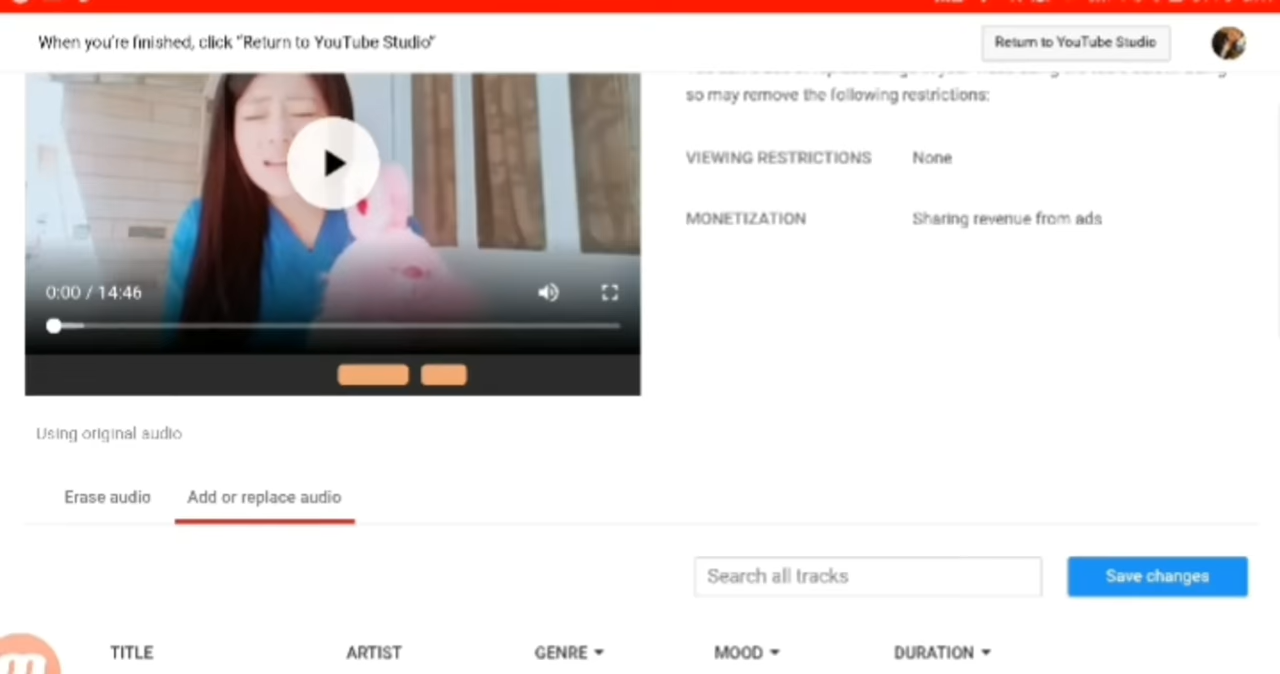 When you're finished, click "Return to YouTube Studio"
Return to YouTube Studio
so may remove the following restrictions:
VIEWING RESTRICTIONS None
MONETIZATION Sharing revenue from ads
0:00 / 14:46
Using original audio
Erase audio Add or replace audio
Search all tracks
Save changes
TITLE ARTIST GENRE MOOD DURATION